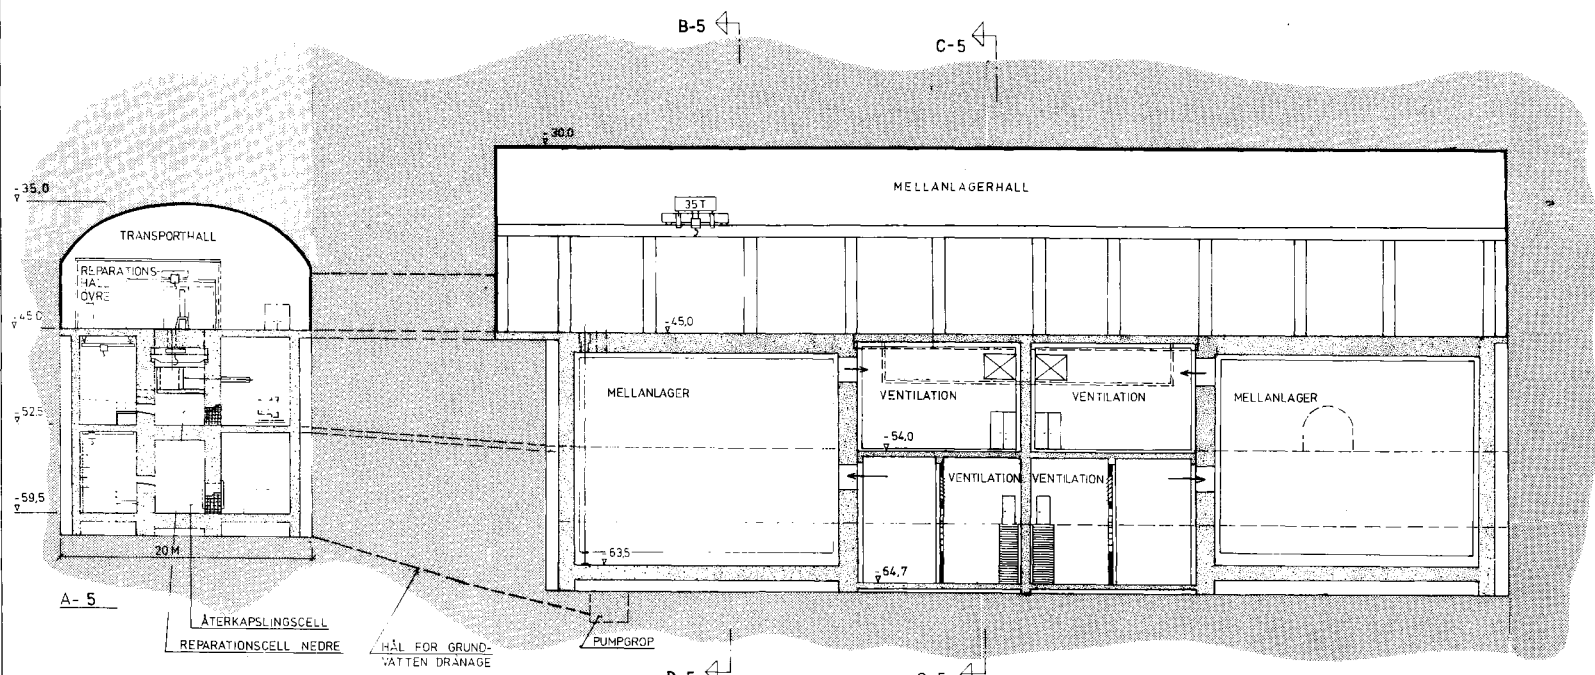 B-5
C-5
-30,0
-35,0
MELLANLAGERHALL
35T
TRANSPORTHALL
REPARATIONS-
HALL
ÖVRE
-45,0
-45,0
MELLANLAGER
VENTILATION
VENTILATION
MELLANLAGER
-52,5
-54,0
VENTILATION
VENTILATION
-59,5
20 M
-63,5
-64,7
A-5
ÅTERKAPSLINGSCELL
REPARATIONSCELL NEDRE
HÅL FÖR GRUND-
VATTEN DRÄNAGE
PUMPGROP